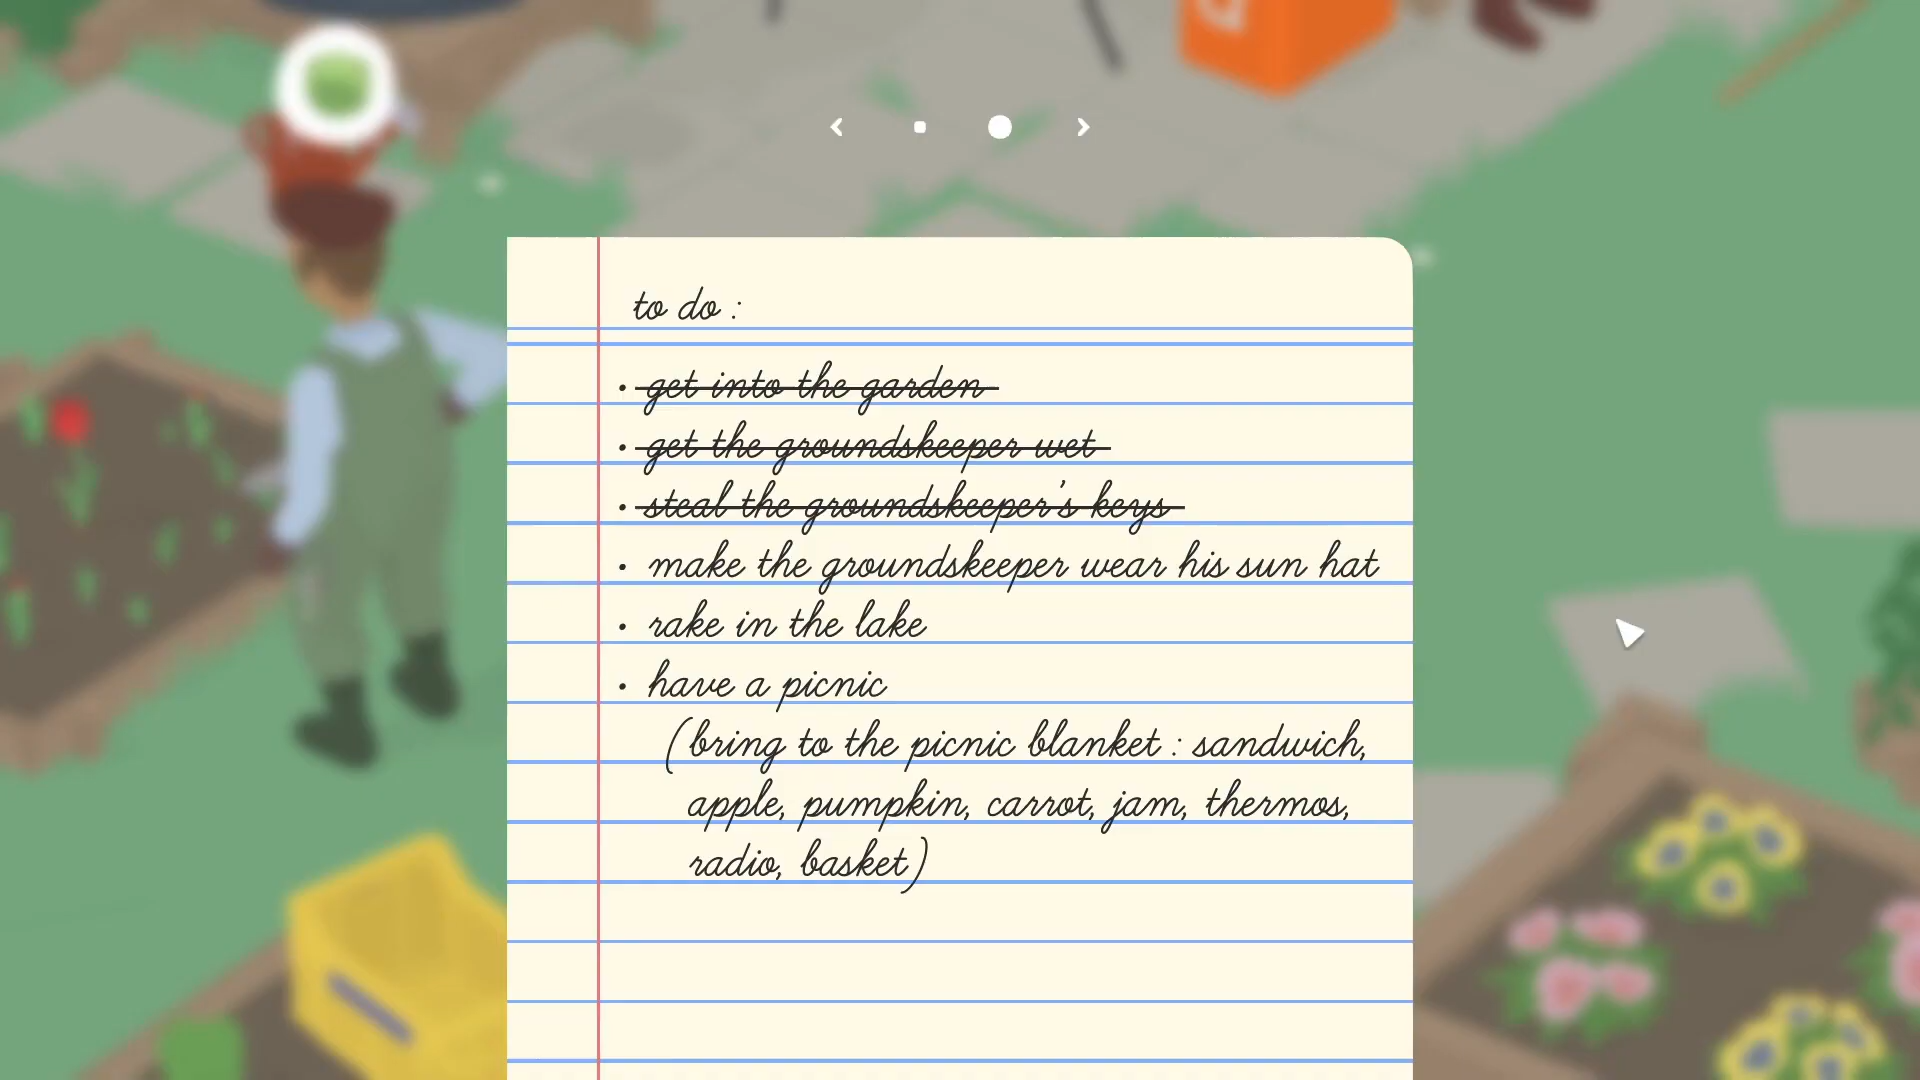 to do :
• get into the garden
• get the groundskeeper wet
• steal the groundskeeper's keys
• make the groundskeeper wear his sun hat
• rake in the lake
• have a picnic
(bring to the picnic blanket : sandwich,
apple, pumpkin, carrot, jam, thermos,
radio, basket)